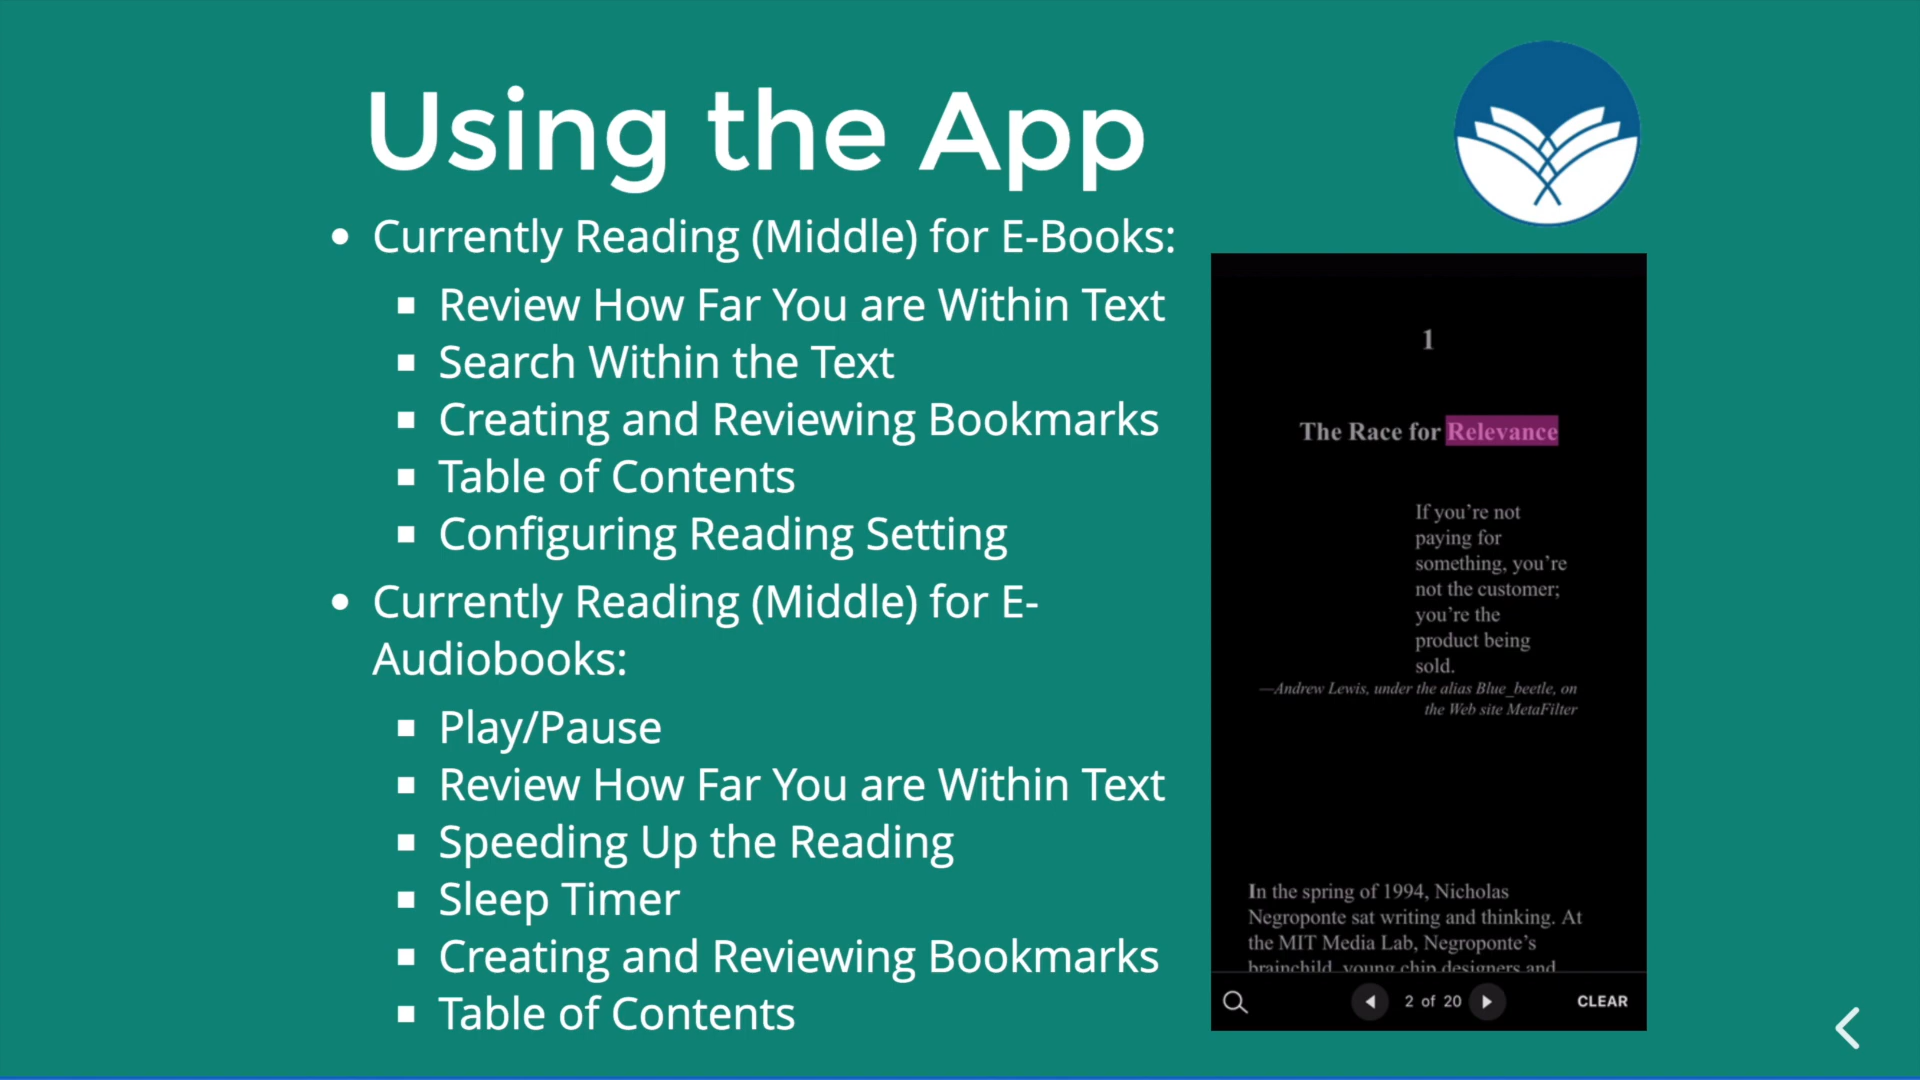 Using the App
Currently Reading (Middle) for E-Books:
Review How Far You are Within Text
Search Within the Text
Creating and Reviewing Bookmarks
Table of Contents
Configuring Reading Setting
Currently Reading (Middle) for E-
Audiobooks:
Play/Pause
Review How Far You are Within Text
Speeding Up the Reading
Sleep Timer
Creating and Reviewing Bookmarks
Table of Contents
1
The Race for Relevance
If you’re not
paying for
something, you’re
not the customer;
you’re the
product being
sold.
—Andrew Lewis, under the alias Blue_beetle, on
the Web site MetaFilter
In the spring of 1994, Nicholas
Negroponte sat writing and thinking. At
the MIT Media Lab, Negroponte’s
brainchild, young chip designers and
2 of 20
CLEAR